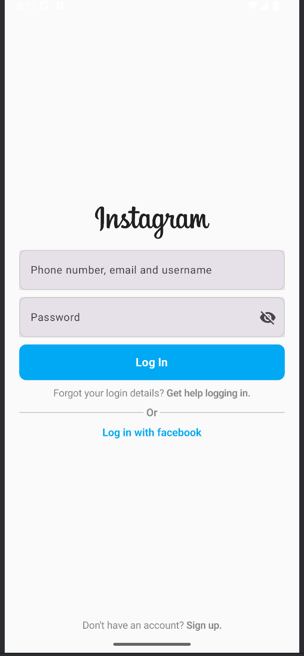 Instagram
Phone number, email and username
Password
Log In
Forgot your login details? Get help logging in.
Or
Log in with facebook
Don't have an account? Sign up.